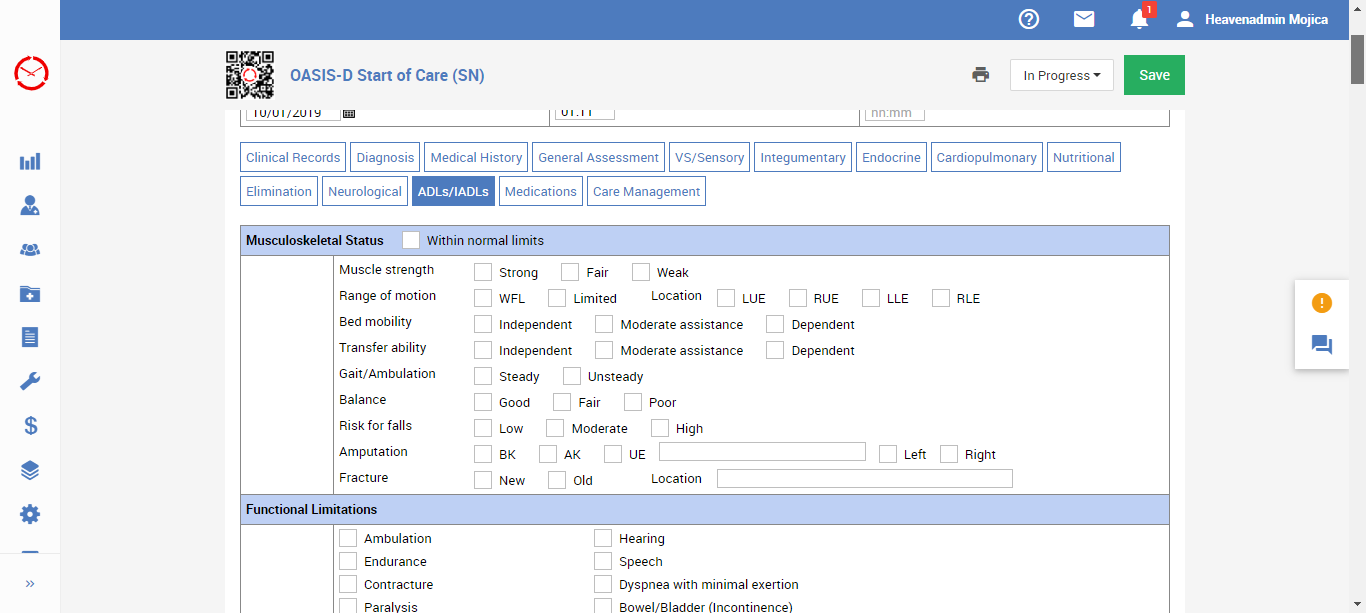 1
Heavenadmin Mojica
OASIS-D Start of Care (SN)
In Progress
Save
10/01/2019 01:11 hh:mm
Clinical Records Diagnosis Medical History General Assessment VS/Sensory Integumentary Endocrine Cardiopulmonary Nutritional
Elimination Neurological ADLs/IADLs Medications Care Management
Musculoskeletal Status Within normal limits
Muscle strength Strong Fair Weak
Range of motion WFL Limited Location LUE RUE LLE RLE
Bed mobility Independent Moderate assistance Dependent
Transfer ability Independent Moderate assistance Dependent
Gait/Ambulation Steady Unsteady
Balance Good Fair Poor
Risk for falls Low Moderate High
Amputation BK AK UE Left Right
Fracture New Old Location
Functional Limitations
Ambulation Hearing
Endurance Speech
Contracture Dyspnea with minimal exertion
Paralysis Bowel/Bladder (Incontinence)